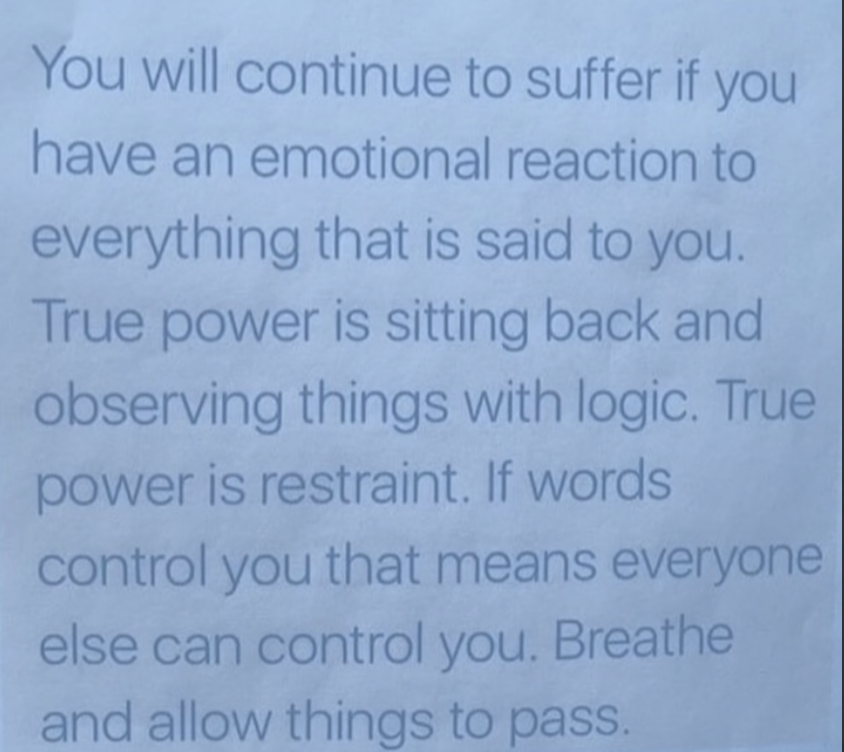 You will continue to suffer if you
have an emotional reaction to
everything that is said to you.
True power is sitting back and
observing things with logic. True
power is restraint. If words
control you that means everyone
else can control you. Breathe
and allow things to pass.